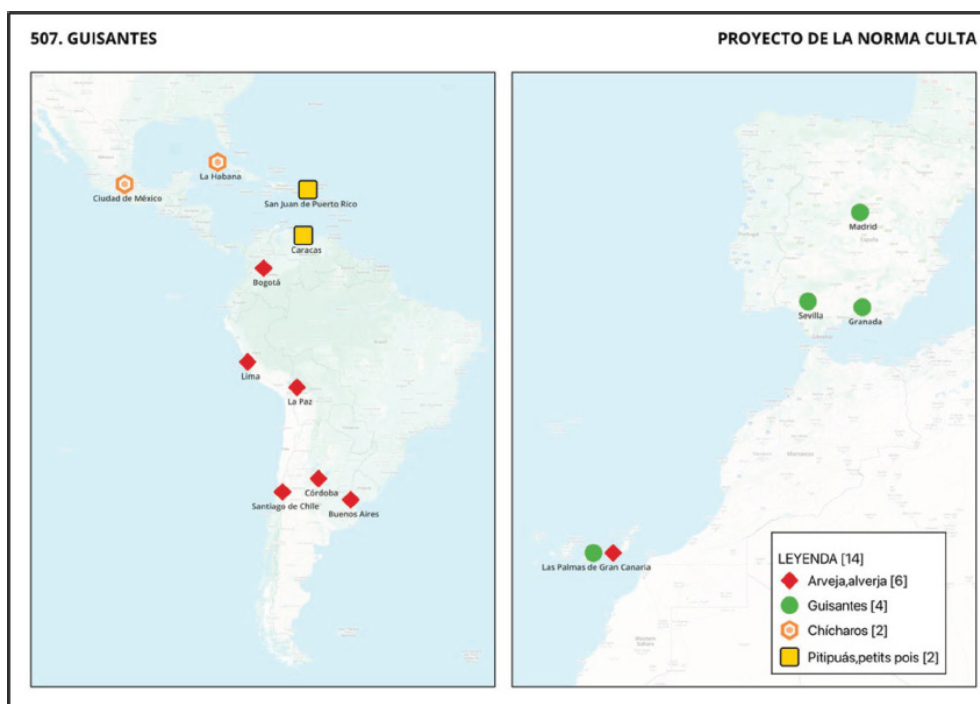 507. GUISANTES
PROYECTO DE LA NORMA CULTA
La Habana
Ciudad de México
San Juan de Puerto Rico
Caracas
Bogotá
Lima
La Paz
Córdoba
Santiago de Chile
Buenos Aires
Madrid
Sevilla
Granada
Las Palmas de Gran Canaria
LEYENDA [14]
Arveja,alverja [6]
Guisantes [4]
Chícharos [2]
Pitipuás,petits pois [2]